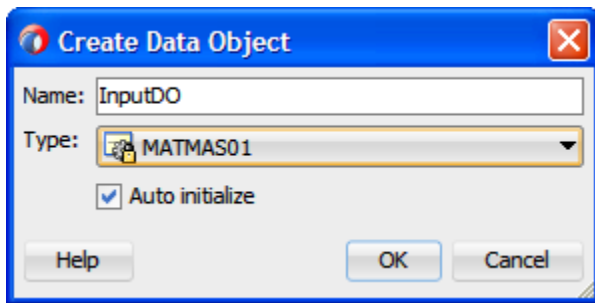 Create Data Object
Name: InputDO
Type: MATMAS01
Auto initialize
Help OK Cancel